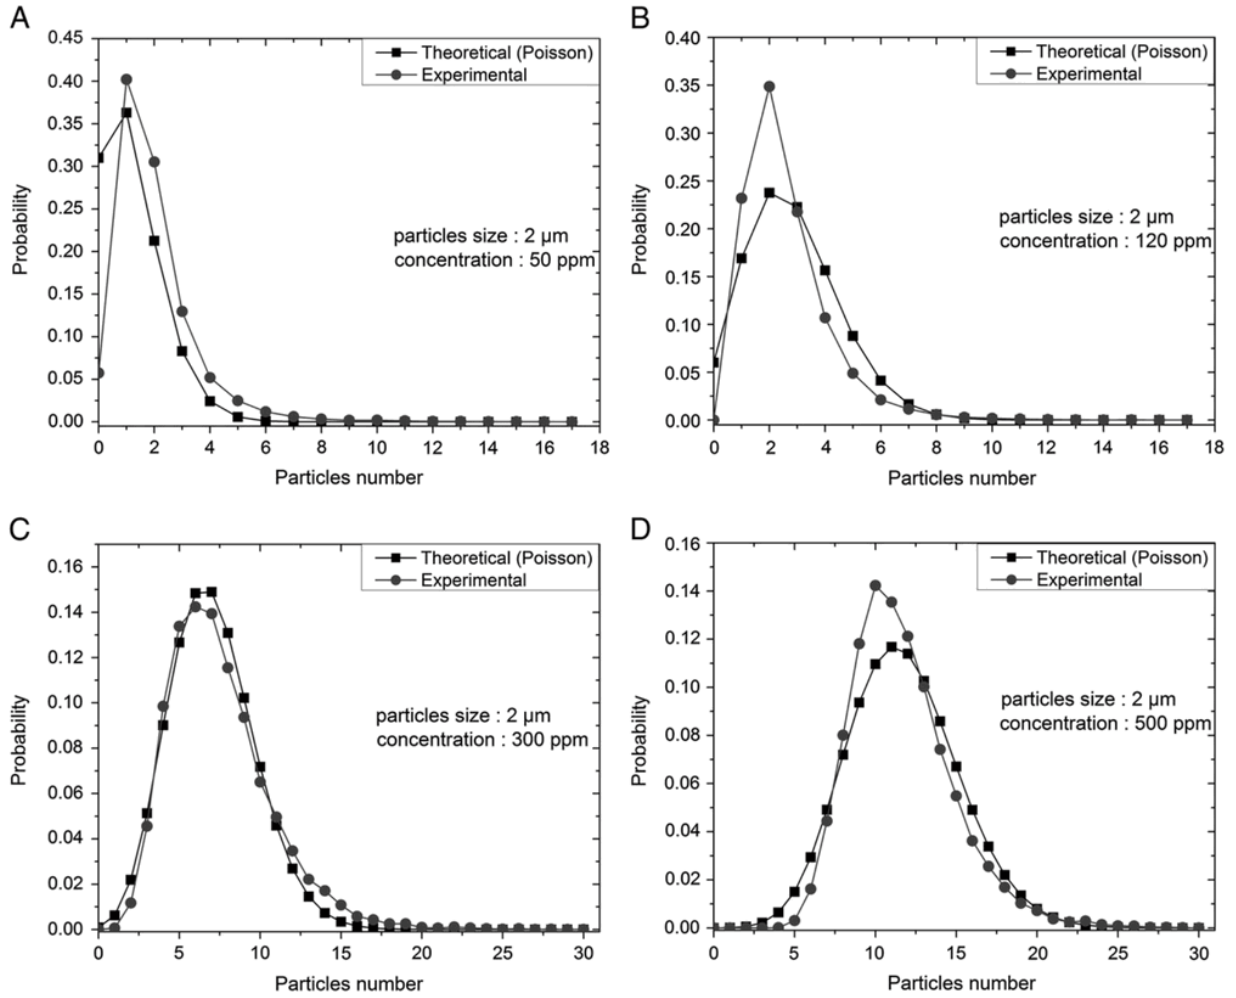 A
0.45
0.40
0.35
0.30
0.25
0.20
0.15
0.10
0.05
0.00
Probability
Theoretical (Poisson)
Experimental
particles size : 2 μm
concentration : 50 ppm
0 2 4 6 8 10 12 14 16 18
Particles number
B
0.40
0.35
0.30
0.25
0.20
0.15
0.10
0.05
0.00
Probability
Theoretical (Poisson)
Experimental
particles size : 2 μm
concentration : 120 ppm
0 2 4 6 8 10 12 14 16 18
Particles number
C
0.16
0.14
0.12
0.10
0.08
0.06
0.04
0.02
0.00
Probability
Theoretical (Poisson)
Experimental
particles size : 2 μm
concentration : 300 ppm
0 5 10 15 20 25 30
Particles number
D
0.16
0.14
0.12
0.10
0.08
0.06
0.04
0.02
0.00
Probability
Theoretical (Poisson)
Experimental
particles size : 2 μm
concentration : 500 ppm
0 5 10 15 20 25 30
Particles number